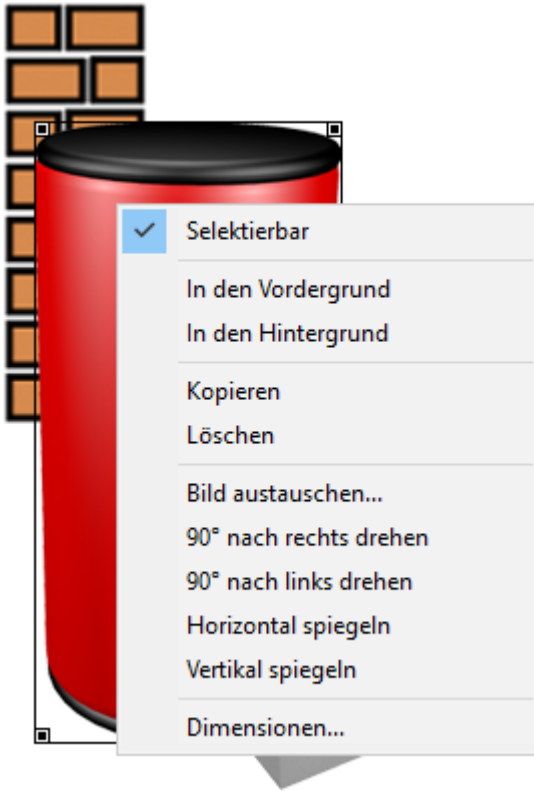 Selektierbar
In den Vordergrund
In den Hintergrund
Kopieren
Löschen
Bild austauschen...
90° nach rechts drehen
90° nach links drehen
Horizontal spiegeln
Vertikal spiegeln
Dimensionen...